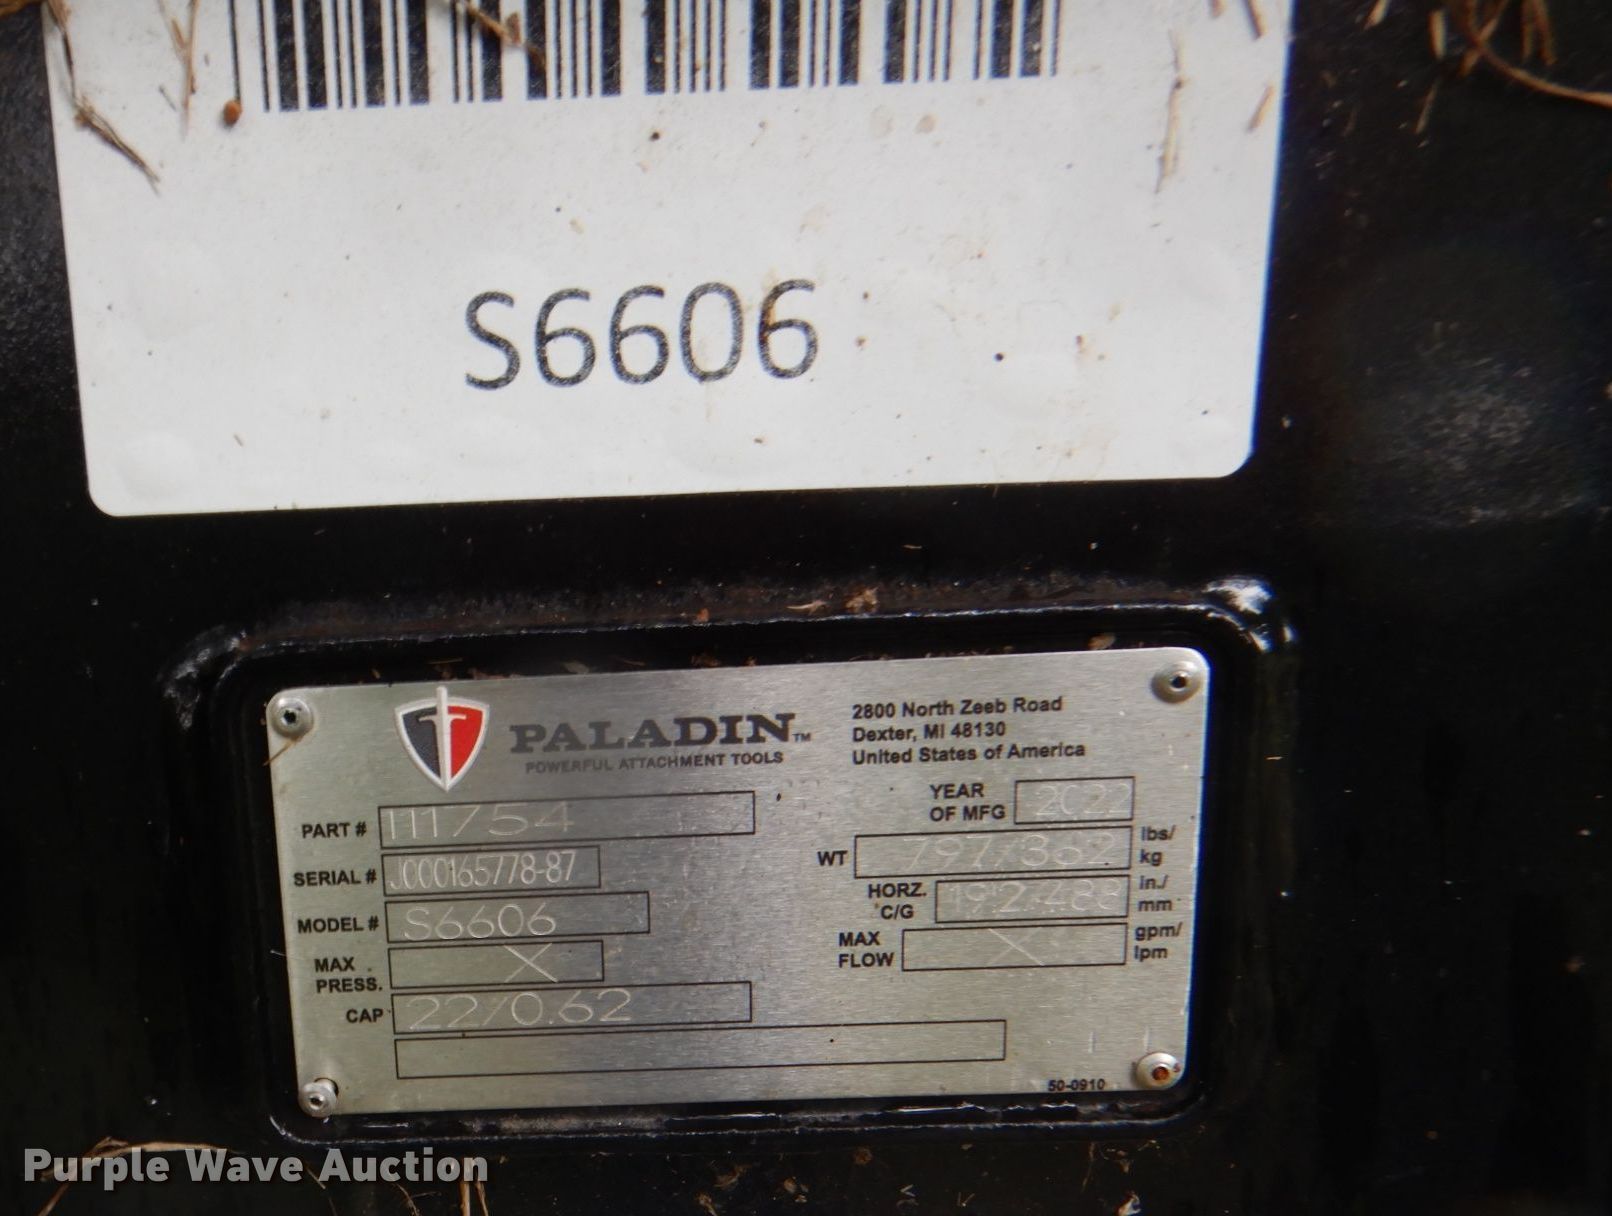 S6606
PALADIN™
POWERFUL ATTACHMENT TOOLS
2800 North Zeeb Road
Dexter, MI 48130
United States of America
PART # 111754
SERIAL # J000165778-87
MODEL # S6606
MAX PRESS. X
CAP 22/0.62
YEAR OF MFG 2022
WT 797/362 lbs/kg
HORZ. C/G 19.2/488 in./mm
MAX FLOW X gpm/lpm
50-0910
Purple Wave Auction